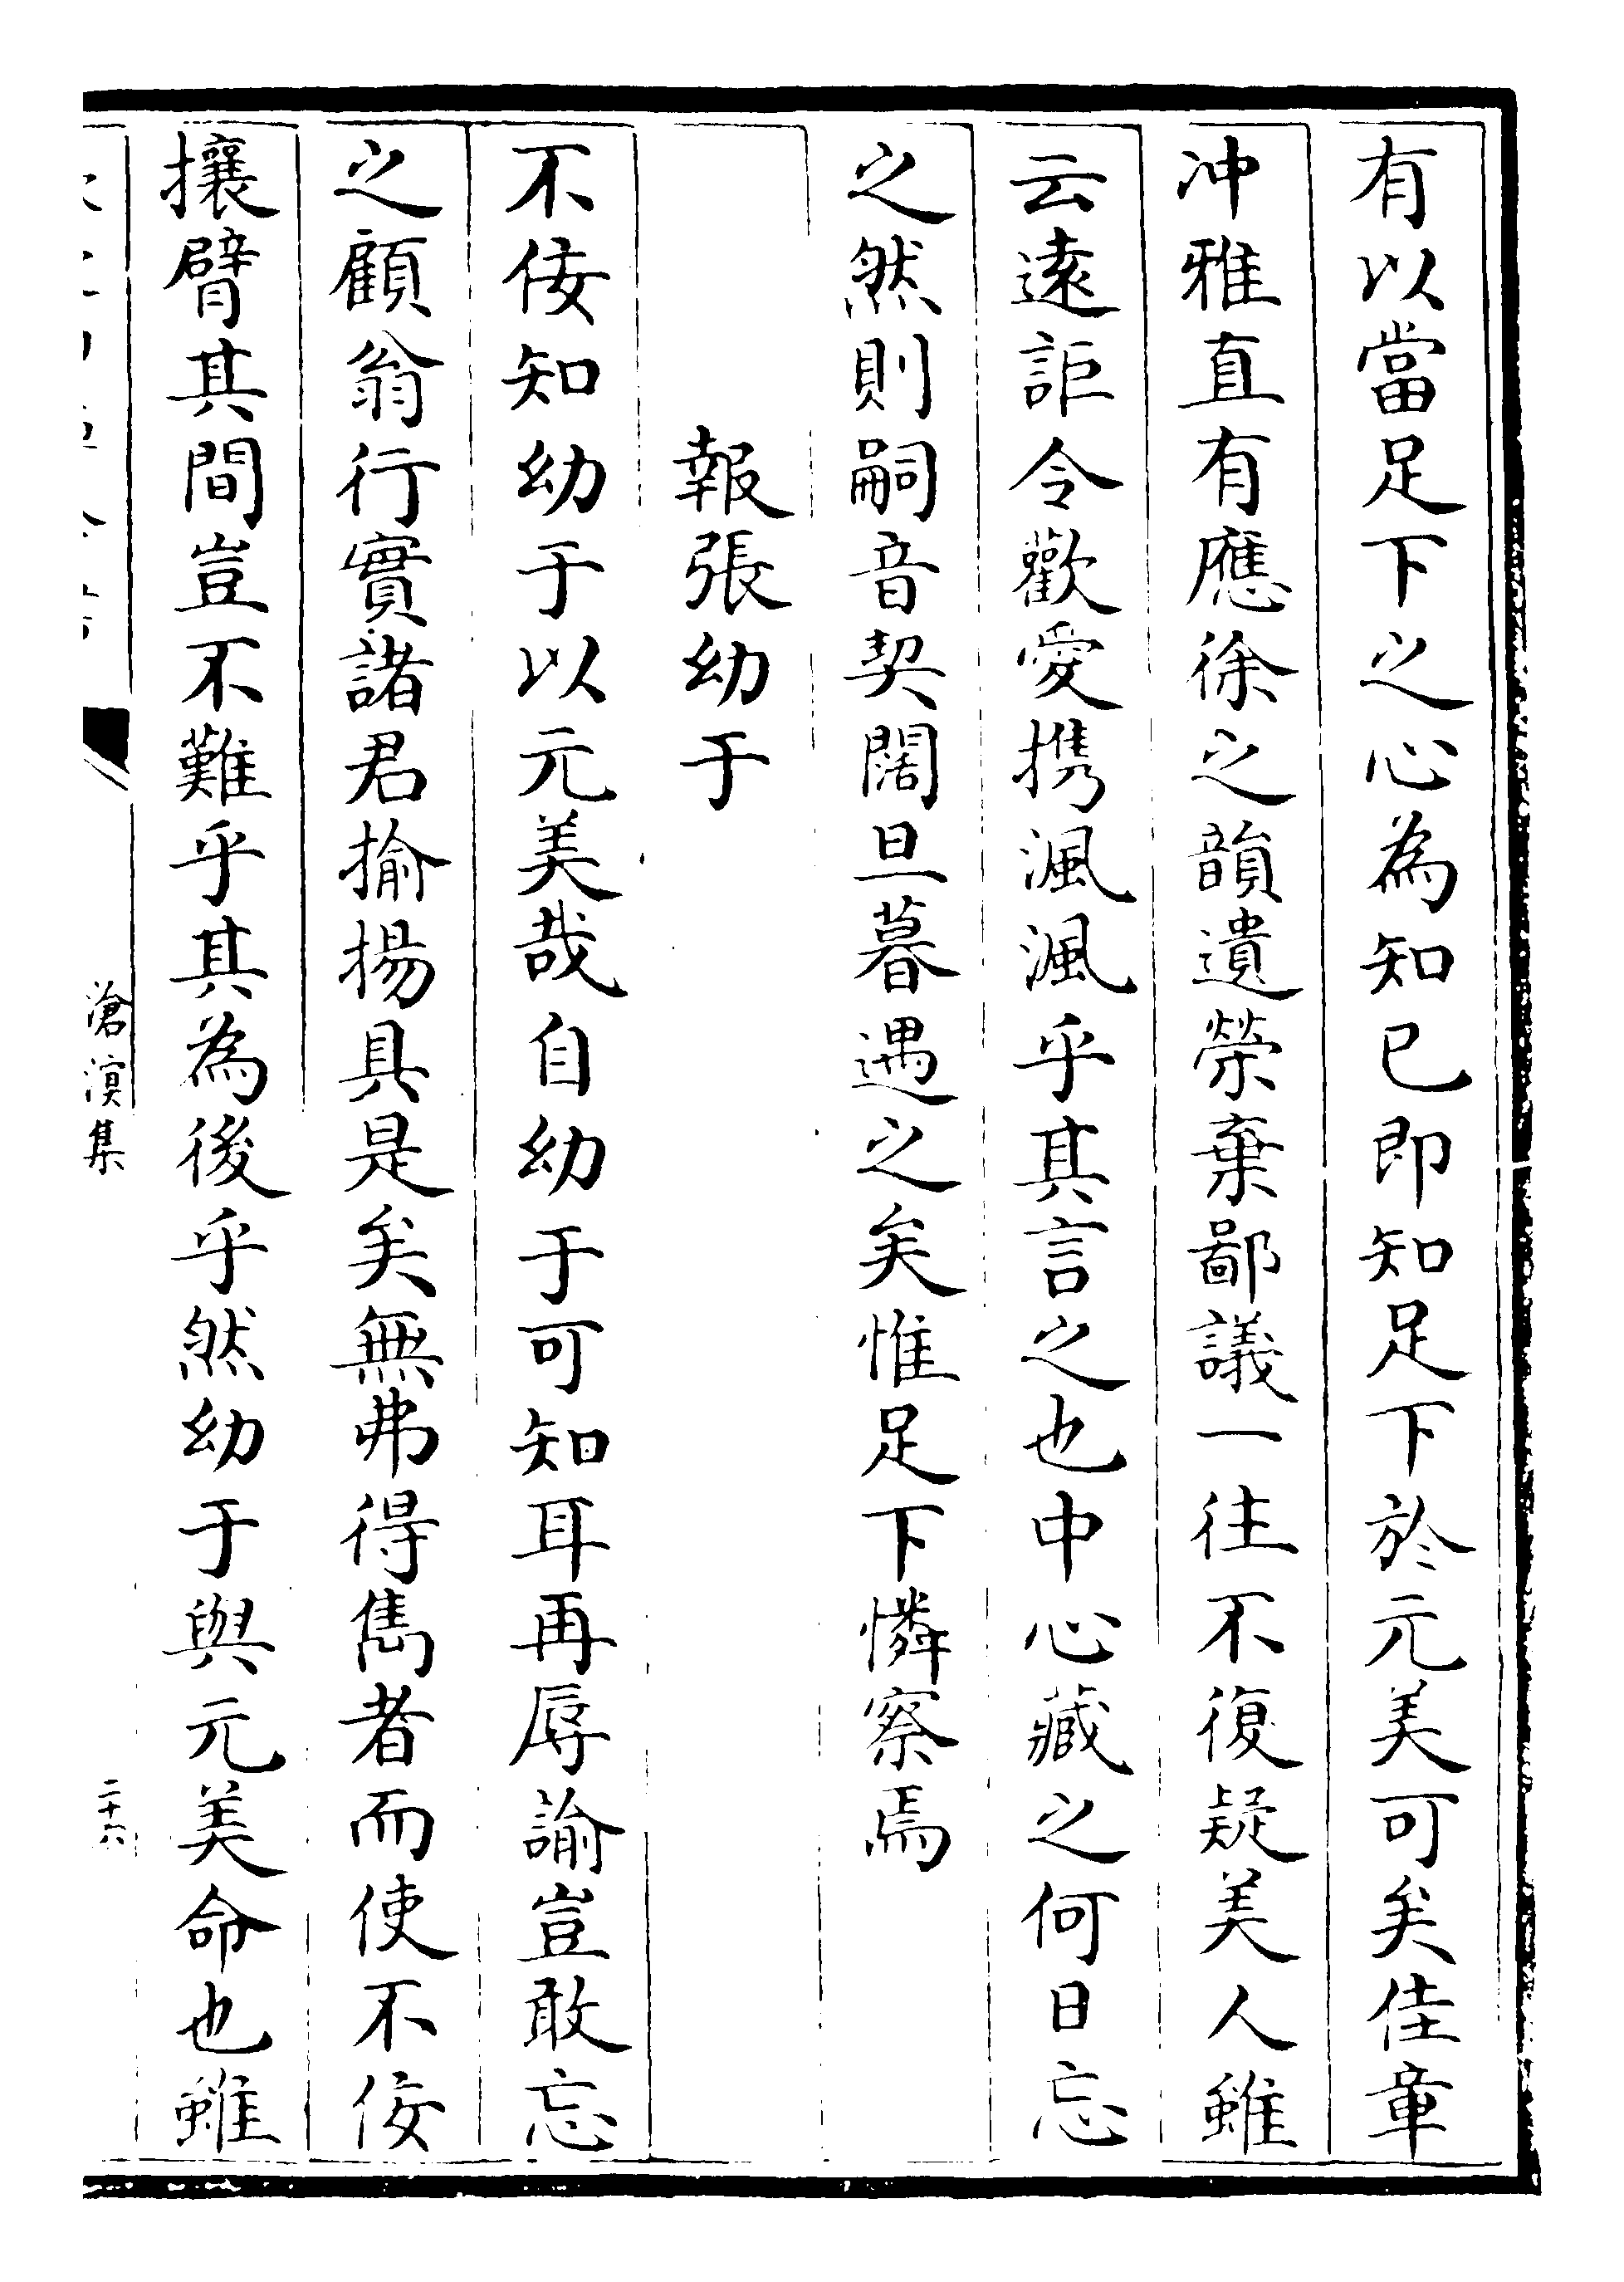 有以當足下之心為知已即知足下於元美可矣佳章
冲雅直有應徐之韻遺榮棄鄙議一往不復疑美人雖
云遠詎令歡愛携渢渢乎其言之也中心藏之何日忘
之然則嗣音契闊旦暮遇之矣惟足下憐察焉
報張幼于
不佞知幼于以元美哉自幼于可知耳再辱諭豈敢忘
之顧翁行實諸君揄揚具是矣無弗得雋者而使不佞
攘臂其間豈不難乎其為後乎然幼于與元美命也雖
滄溟集
二十六